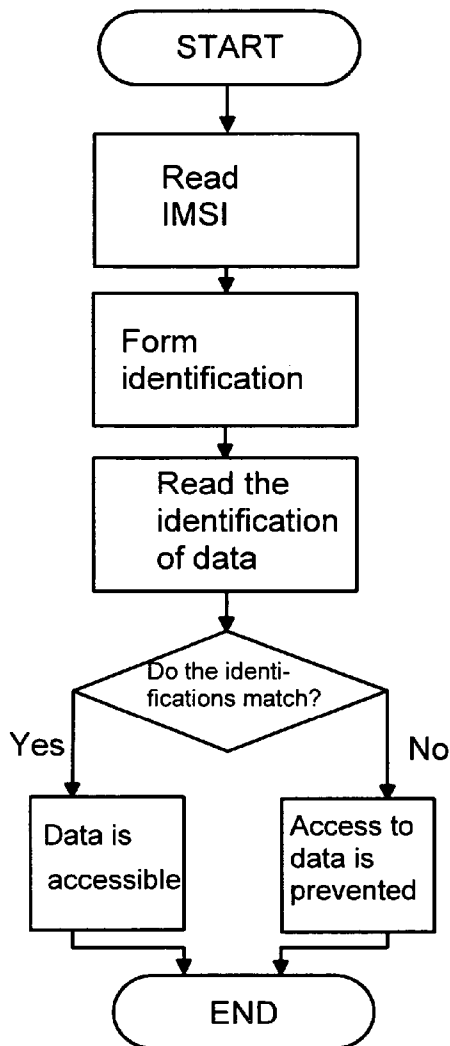 START
Read
IMSI
Form
identification
Read the
identification
of data
Do the identi-
fications match?
Yes
No
Data is
accessible
Access to
data is
prevented
END